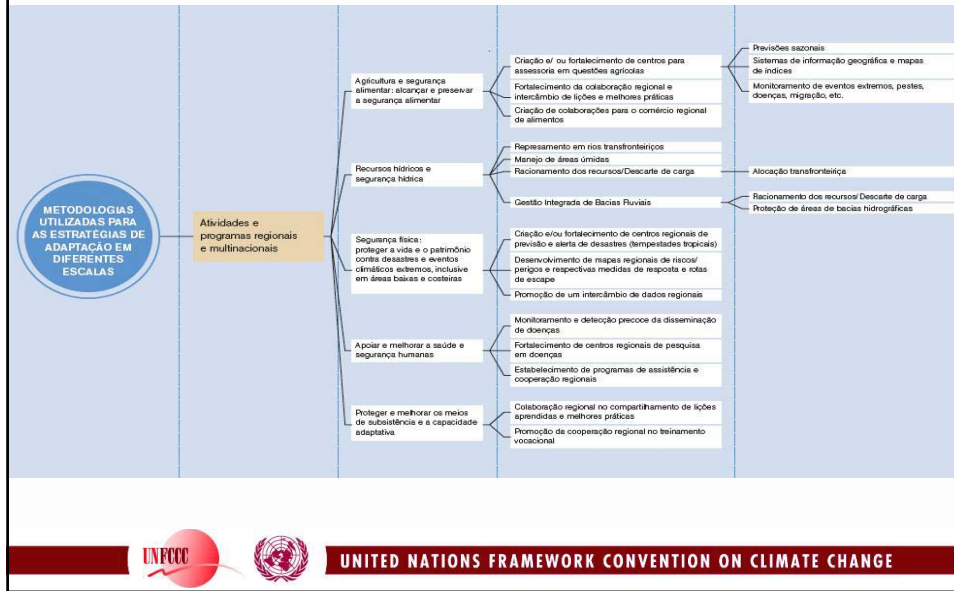 METODOLOGIAS
UTILIZADAS PARA
AS ESTRATÉGIAS DE
ADAPTAÇÃO EM
DIFERENTES
ESCALAS
Atividades e
programas regionais
e multinacionais
Agricultura e segurança
alimentar: alcançar e preservar
a segurança alimentar
Criação e/ ou fortalecimento de centros para
assessoria em questões agrícolas
Previsões sazonais
Sistemas de informação geográfica e mapas
de índices
Monitoramento de eventos extremos, pestes,
doenças, migração, etc.
Fortalecimento da colaboração regional e
intercâmbio de lições e melhores práticas
Criação de colaborações para o comércio regional
de alimentos
Recursos hídricos e
segurança hídrica
Represamento em rios transfronteiriços
Manejo de áreas úmidas
Racionamento dos recursos/Descarte de carga
Alocação transfronteiriça
Gestão Integrada de Bacias Fluviais
Racionamento dos recursos/Descarte de carga
Proteção de áreas de bacias hidrográficas
Segurança física:
proteger a vida e o patrimônio
contra desastres e eventos
climáticos extremos, inclusive
em áreas baixas e costeiras
Criação e/ou fortalecimento de centros regionais de
previsão e alerta de desastres (tempestades tropicais)
Desenvolvimento de mapas regionais de riscos/
perigos e respectivas medidas de resposta e rotas
de escape
Promoção de um intercâmbio de dados regionais
Apoiar e melhorar a saúde e
segurança humanas
Monitoramento e detecção precoce da disseminação
de doenças
Fortalecimento de centros regionais de pesquisa
em doenças
Estabelecimento de programas de assistência e
cooperação regionais
Proteger e melhorar os meios
de subsistência e a capacidade
adaptativa
Colaboração regional no compartilhamento de lições
aprendidas e melhores práticas
Promoção da cooperação regional no treinamento
vocacional
UNFCCC
UNITED NATIONS FRAMEWORK CONVENTION ON CLIMATE CHANGE